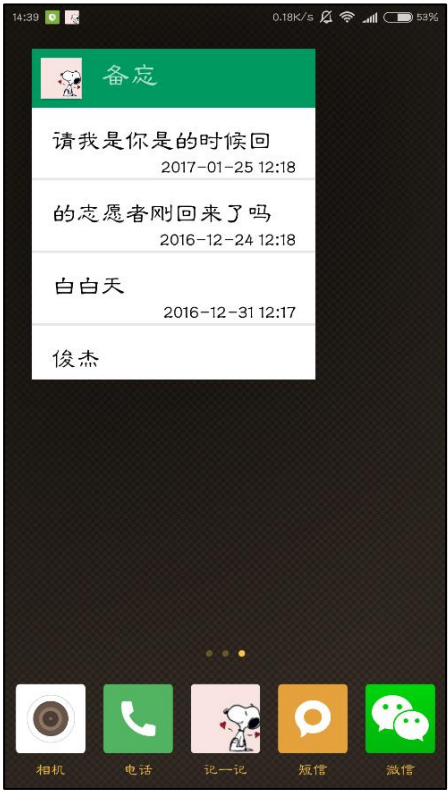 14:39 0.18K/s 53%
备忘
请我是你是的时候回
2017-01-25 12:18
的志愿者刚回来了吗
2016-12-24 12:18
白白天
2016-12-31 12:17
俊杰
相机 电话 记一记 短信 微信